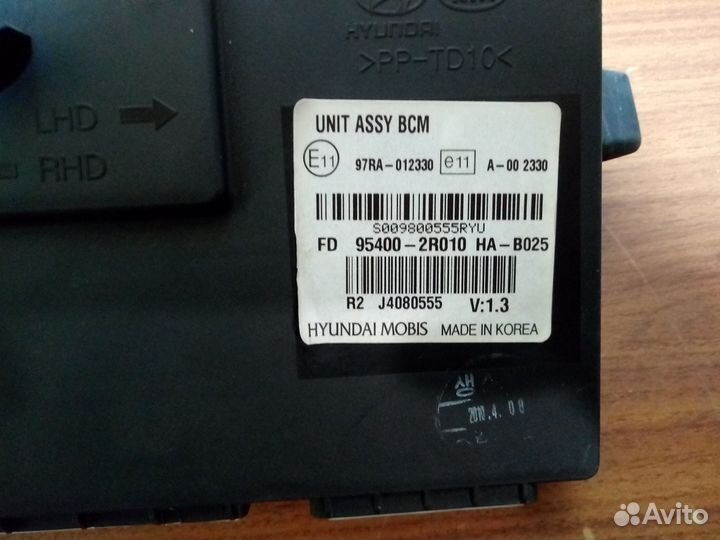 HYUNDAI
>PP-TD10<
LHD
RHD
UNIT ASSY BCM
E11 97RA-012330 e11 A-00 2330
S009800555RYU
FD 95400-2R010 HA-B025
R2 J4080555 V:1.3
HYUNDAI MOBIS MADE IN KOREA
생
2010.4.08
Avito